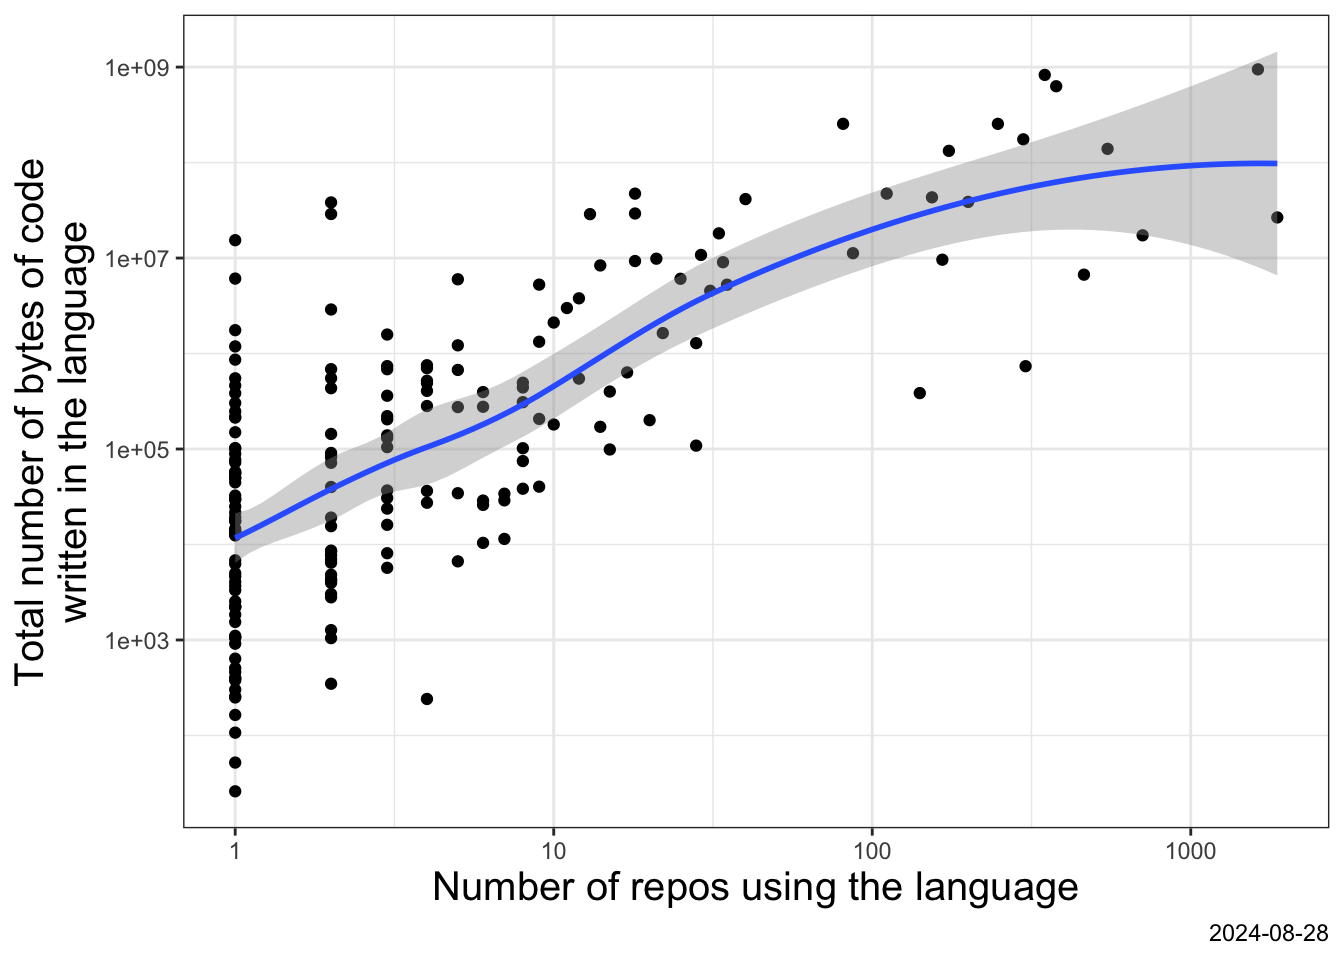 Total number of bytes of code
written in the language
1e+09
1e+07
1e+05
1e+03
1
10
100
1000
Number of repos using the language
2024-08-28